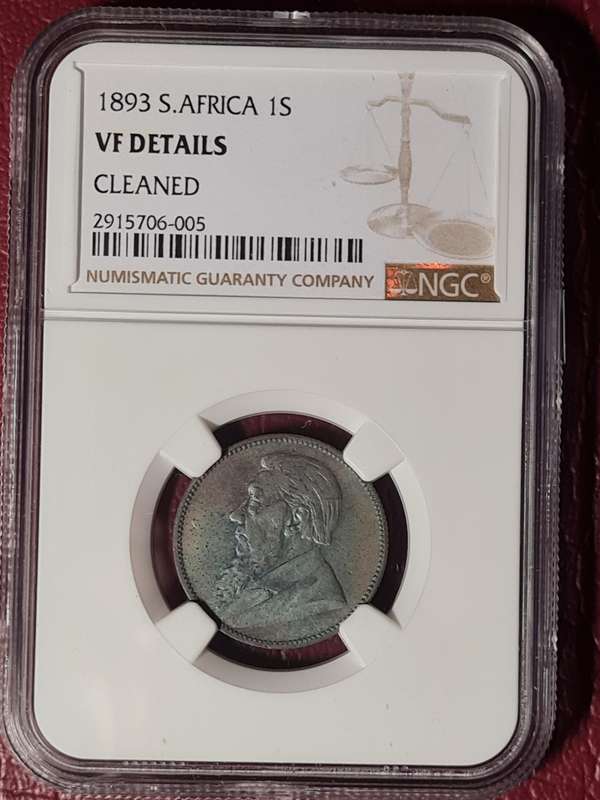 1893 S.AFRICA 1S
VF DETAILS
CLEANED
2915706-005
NUMISMATIC GUARANTY COMPANY
NGC®